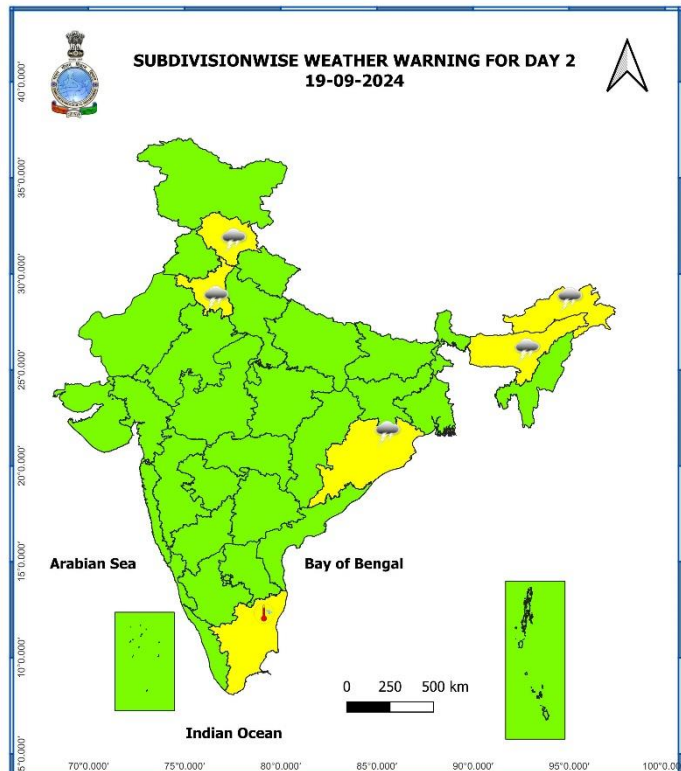 SUBDIVISIONWISE WEATHER WARNING FOR DAY 2
19-09-2024
40°0.000'
35°0.000'
30°0.000'
25°0.000'
20°0.000'
15°0.000'
10°0.000'
5°0.000'
Arabian Sea
Bay of Bengal
0 250 500 km
Indian Ocean
70°0.000' 75°0.000' 80°0.000' 85°0.000' 90°0.000' 95°0.000' 100°0.00